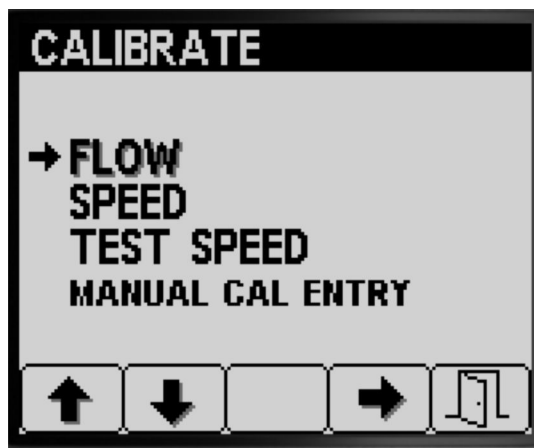 CALIBRATE
FLOW
SPEED
TEST SPEED
MANUAL CAL ENTRY